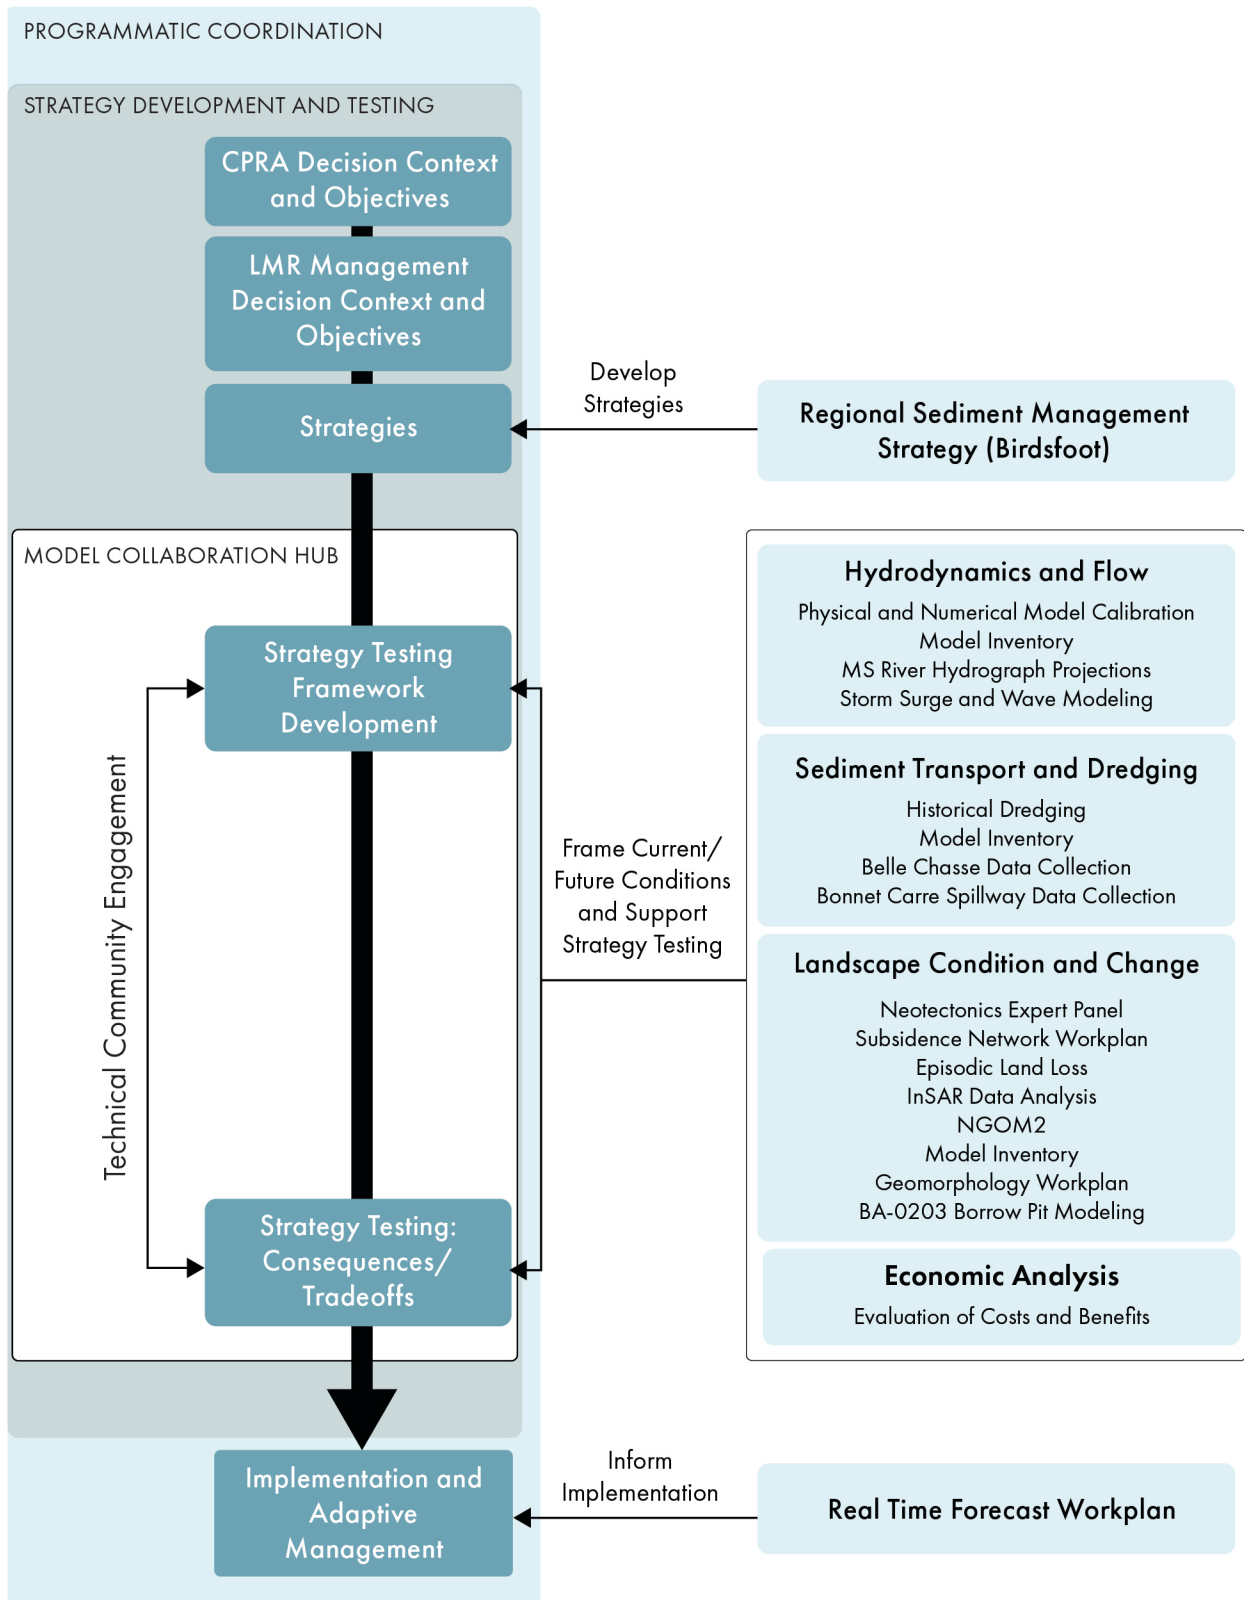 PROGRAMMATIC COORDINATION
STRATEGY DEVELOPMENT AND TESTING
CPRA Decision Context
and Objectives
LMR Management
Decision Context and
Objectives
Strategies
Develop
Strategies
Regional Sediment Management
Strategy (Birdsfoot)
MODEL COLLABORATION HUB
Strategy Testing
Framework
Development
Technical Community Engagement
Strategy Testing:
Consequences/
Tradeoffs
Frame Current/
Future Conditions
and Support
Strategy Testing
Hydrodynamics and Flow
Physical and Numerical Model Calibration
Model Inventory
MS River Hydrograph Projections
Storm Surge and Wave Modeling
Sediment Transport and Dredging
Historical Dredging
Model Inventory
Belle Chasse Data Collection
Bonnet Carre Spillway Data Collection
Landscape Condition and Change
Neotectonics Expert Panel
Subsidence Network Workplan
Episodic Land Loss
InSAR Data Analysis
NGOM2
Model Inventory
Geomorphology Workplan
BA-0203 Borrow Pit Modeling
Economic Analysis
Evaluation of Costs and Benefits
Implementation and
Adaptive
Management
Inform
Implementation
Real Time Forecast Workplan